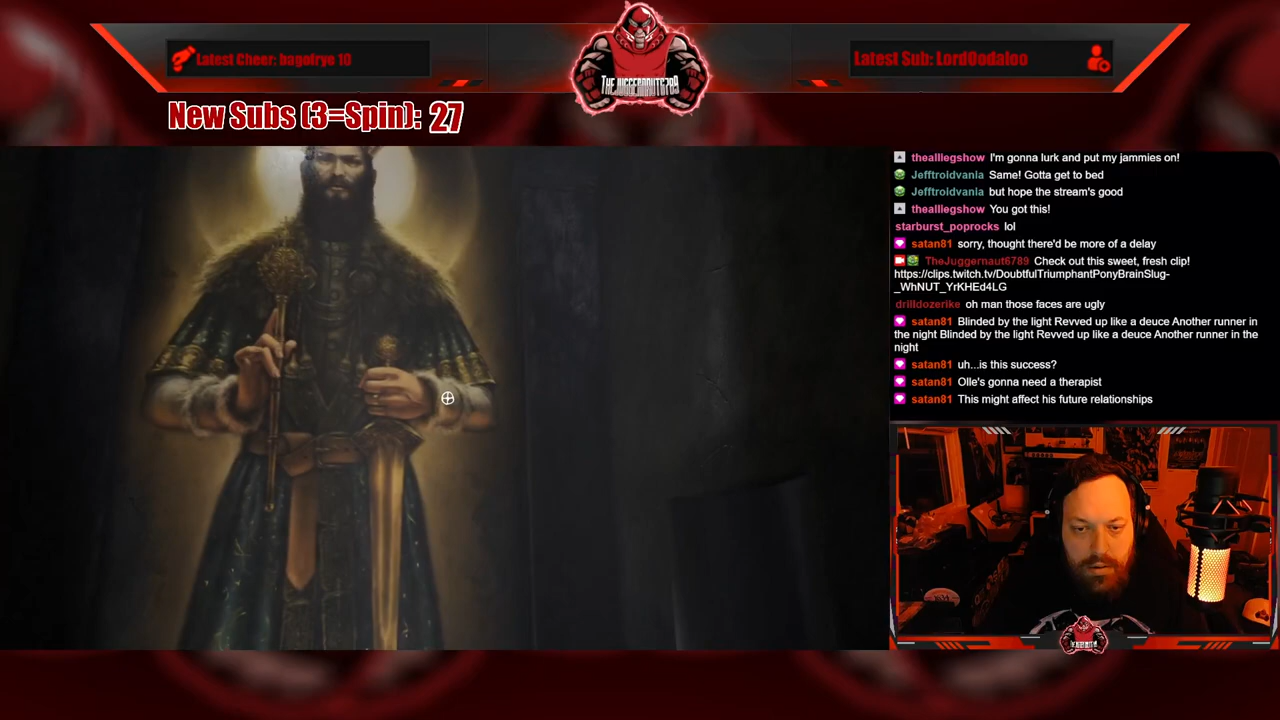 Latest Cheer: bagofrye 10
Latest Sub: LordOodaloo
THEJUGGERNAUT6789
New Subs (3=Spin): 27
thealliegshow I'm gonna lurk and put my jammies on!
Jefftroidvania Same! Gotta get to bed
Jefftroidvania but hope the stream's good
thealliegshow You got this!
starburst_poprocks lol
satan81 sorry, thought there'd be more of a delay
TheJuggernaut6789 Check out this sweet, fresh clip!
https://clips.twitch.tv/DoubtfulTriumphantPonyBrainSlug-
_WhNUT_YrKHEd4LG
drilldozerike oh man those faces are ugly
satan81 Blinded by the light Revved up like a deuce Another runner in
the night Blinded by the light Revved up like a deuce Another runner in the
night
satan81 uh...is this success?
satan81 Olle's gonna need a therapist
satan81 This might affect his future relationships